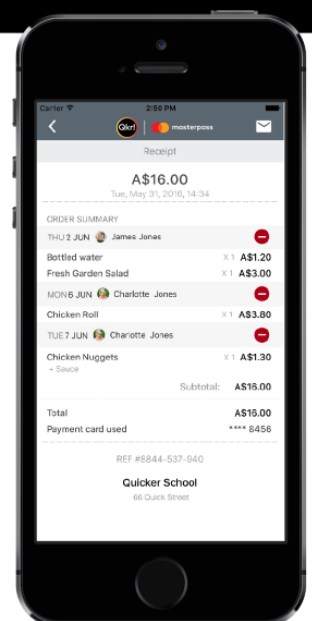 Carrier 2:50 PM
Qkr! masterpass
Receipt
A$16.00
Tue, May 31, 2016, 14:34
ORDER SUMMARY
THU 2 JUN James Jones
Bottled water X 1 A$1.20
Fresh Garden Salad X 1 A$3.00
MON 6 JUN Charlotte Jones
Chicken Roll X 1 A$3.80
TUE 7 JUN Charlotte Jones
Chicken Nuggets X 1 A$1.30
+ Sauce
Subtotal: A$16.00
Total A$16.00
Payment card used **** 8456
REF #8844-537-940
Quicker School
66 Quick Street